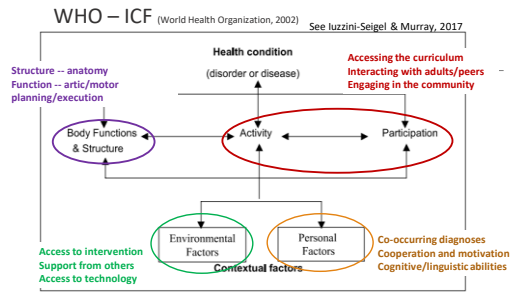 WHO – ICF (World Health Organization, 2002)
See Iuzzini-Seigel & Murray, 2017
Health condition
(disorder or disease)
Structure -- anatomy
Function -- artic/motor
planning/execution
Accessing the curriculum
Interacting with adults/peers
Engaging in the community
Body Functions
& Structure
Activity
Participation
Environmental
Factors
Personal
Factors
Contextual factors
Access to intervention
Support from others
Access to technology
Co-occurring diagnoses
Cooperation and motivation
Cognitive/linguistic abilities